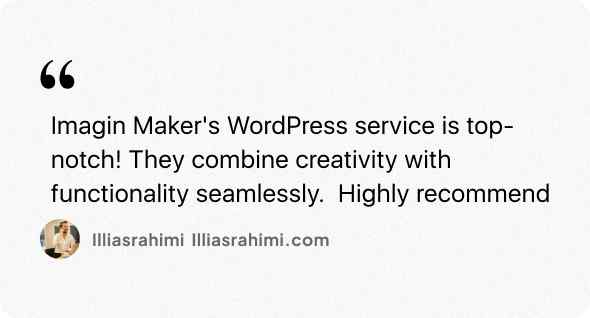 “
Imagin Maker's WordPress service is top-
notch! They combine creativity with
functionality seamlessly.  Highly recommend
Illiasrahimi Illiasrahimi.com